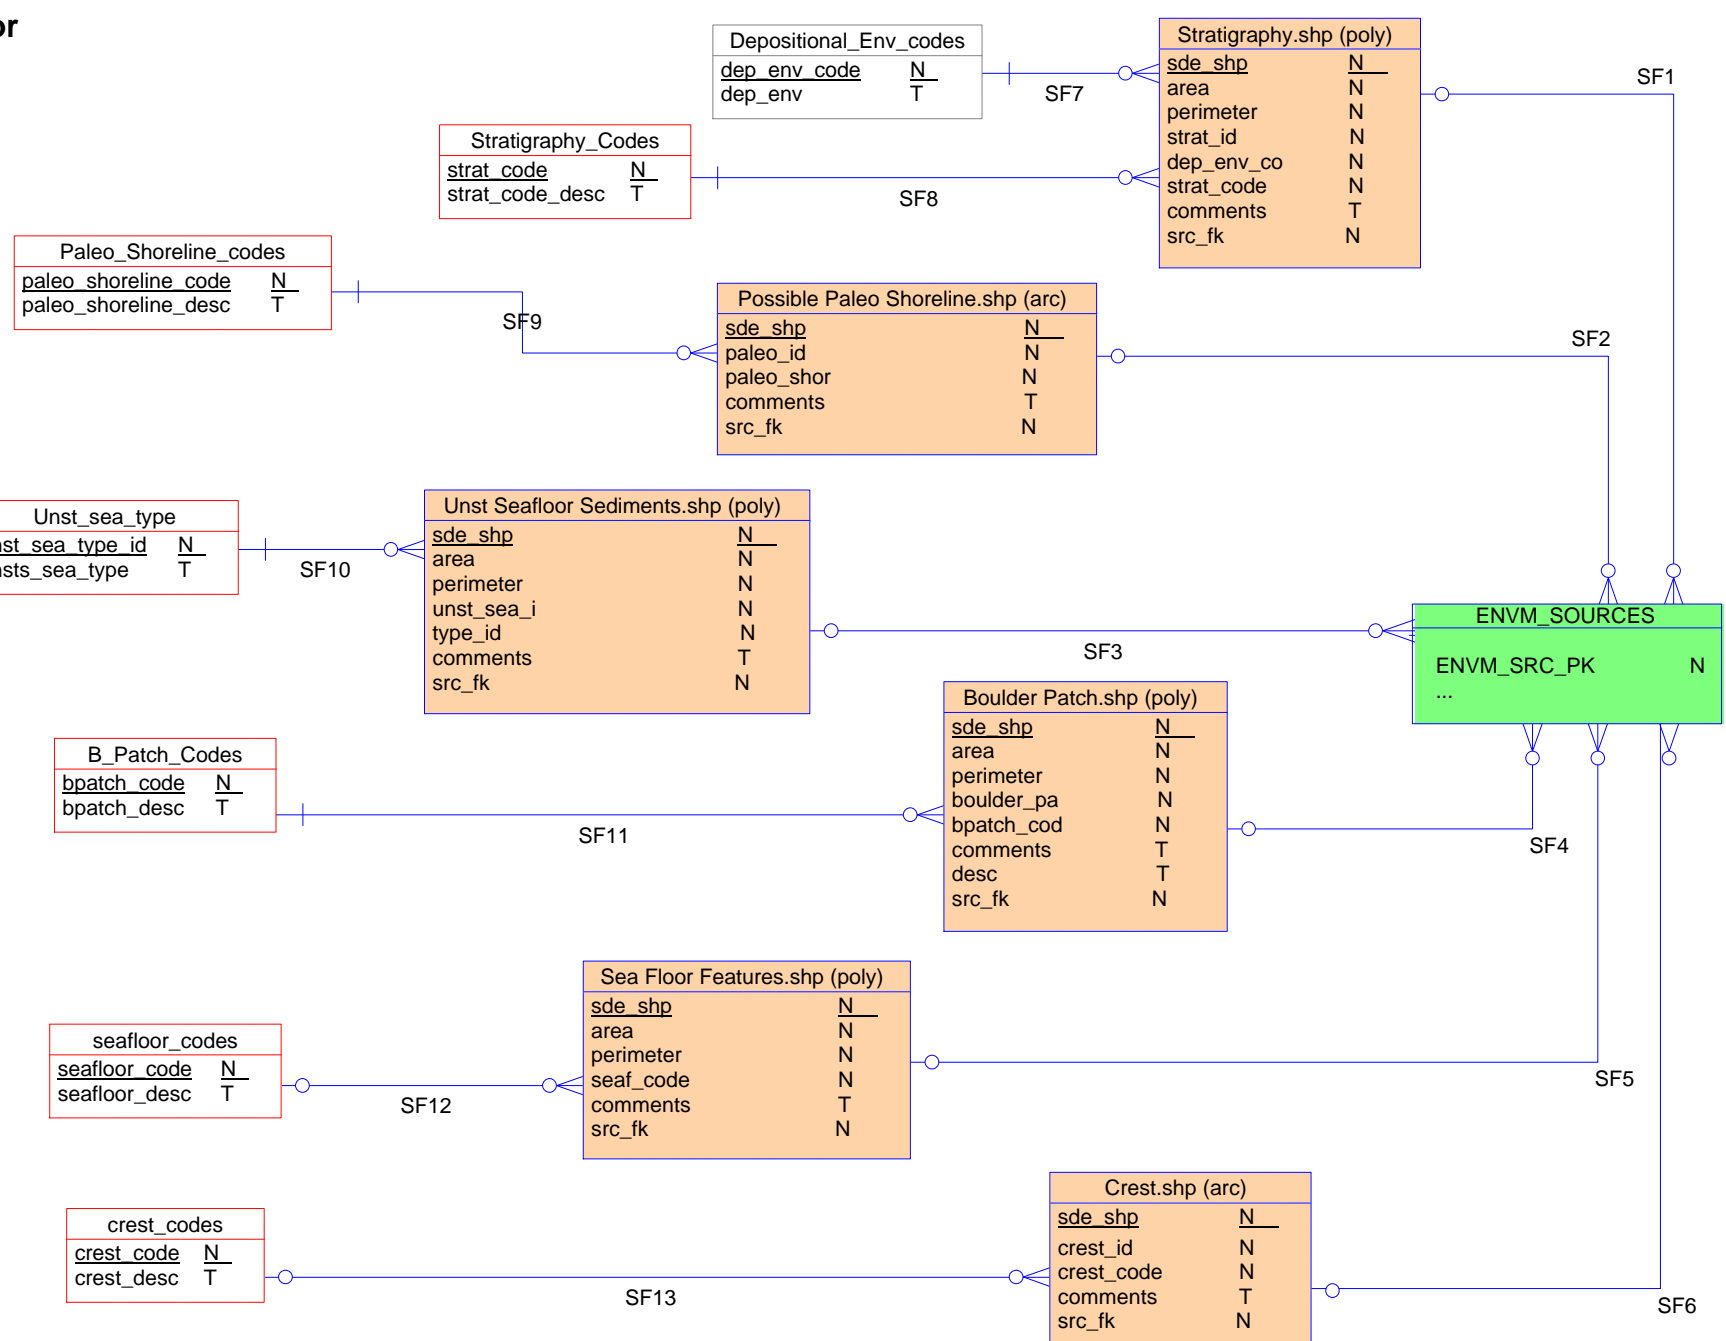 or
Depositional_Env_codes
dep_env_code N
dep_env T
SF7
Stratigraphy.shp (poly)
sde_shp N
area N
perimeter N
strat_id N
dep_env_co N
strat_code N
comments T
src_fk N
SF1
Stratigraphy_Codes
strat_code N
strat_code_desc T
SF8
Paleo_Shoreline_codes
paleo_shoreline_code N
paleo_shoreline_desc T
SF9
Possible Paleo Shoreline.shp (arc)
sde_shp N
paleo_id N
paleo_shor N
comments T
src_fk N
SF2
Unst_sea_type
nst_sea_type_id N
nsts_sea_type T
SF10
Unst Seafloor Sediments.shp (poly)
sde_shp N
area N
perimeter N
unst_sea_i N
type_id N
comments T
src_fk N
SF3
ENVM_SOURCES
ENVM_SRC_PK N
...
Boulder Patch.shp (poly)
sde_shp N
area N
perimeter N
boulder_pa N
bpatch_cod N
comments T
desc T
src_fk N
SF4
B_Patch_Codes
bpatch_code N
bpatch_desc T
SF11
Sea Floor Features.shp (poly)
sde_shp N
area N
perimeter N
seaf_code N
comments T
src_fk N
SF5
seafloor_codes
seafloor_code N
seafloor_desc T
SF12
Crest.shp (arc)
sde_shp N
crest_id N
crest_code N
comments T
src_fk N
SF6
crest_codes
crest_code N
crest_desc T
SF13